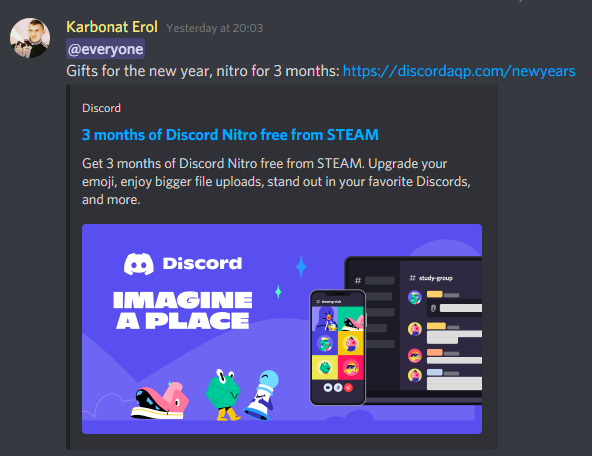 Karbonat Erol Yesterday at 20:03
@everyone
Gifts for the new year, nitro for 3 months: https://discordaqp.com/newyears
Discord
3 months of Discord Nitro free from STEAM
Get 3 months of Discord Nitro free from STEAM. Upgrade your
emoji, enjoy bigger file uploads, stand out in your favorite Discords,
and more.
Discord
IMAGINE
A PLACE
# study-group